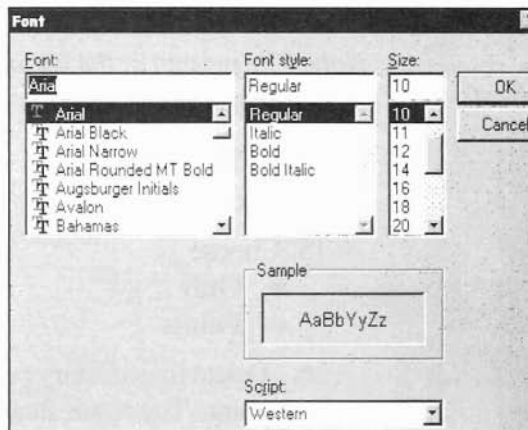 Font
Font:
Arial
Arial
Arial Black
Arial Narrow
Arial Rounded MT Bold
Augsburger Initials
Avalon
Bahamas
Font style:
Regular
Regular
Italic
Bold
Bold Italic
Size:
10
10
11
12
14
16
18
20
OK
Cancel
Sample
AaBbYyZz
Script:
Western